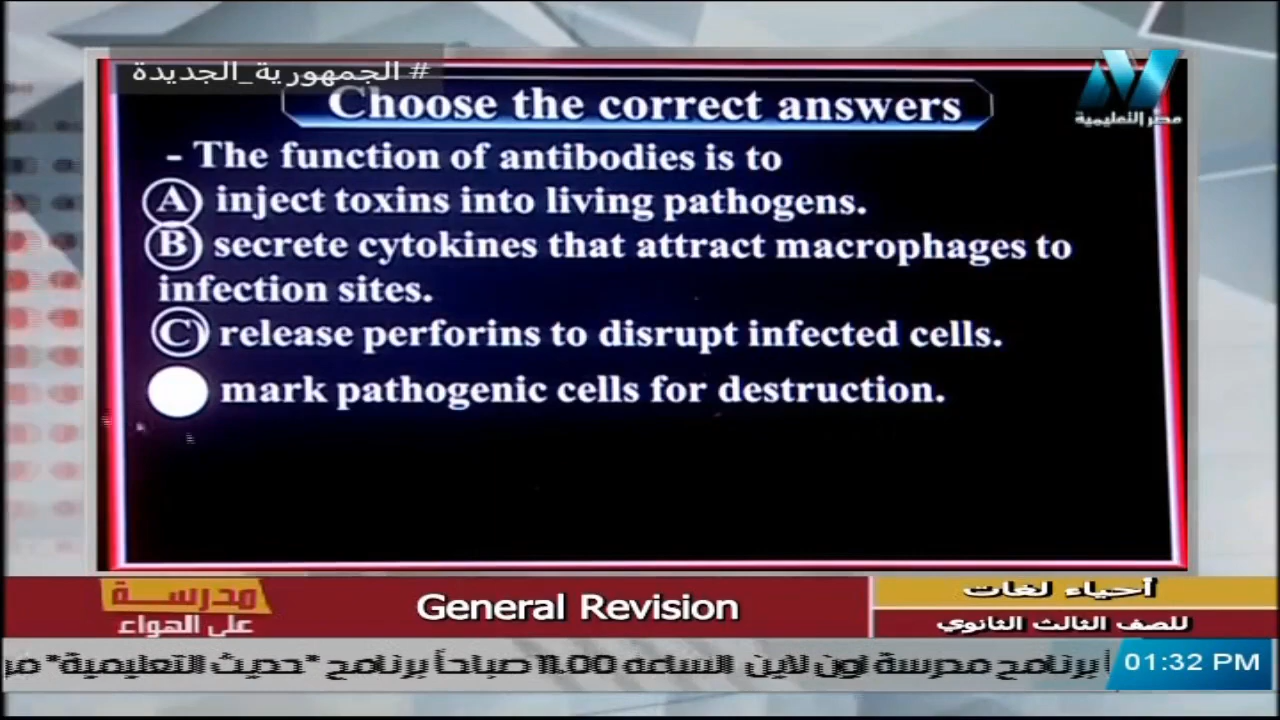 # الجمهورية_الجديدة
مصر التعليمية
Choose the correct answers
- The function of antibodies is to
A inject toxins into living pathogens.
B secrete cytokines that attract macrophages to
infection sites.
C release perforins to disrupt infected cells.
mark pathogenic cells for destruction.
مدرسة
على الهواء
General Revision
أحياء لغات
للصف الثالث الثانوي
برنامج مدرسة اون لاين الساعه 11.00 صباحاً برنامج "حديث التعليمية"
01:32 PM